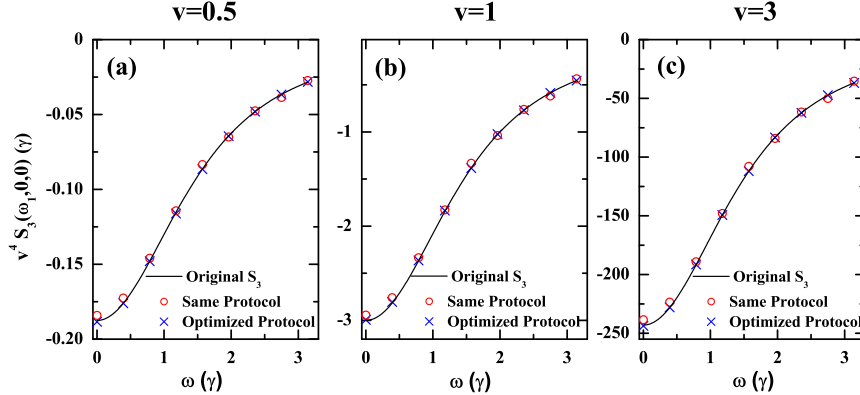 v=0.5 v=1 v=3
(a) (b) (c)
v⁴ S₃(ω₁,0,0) (γ)
0
-0.05
-0.10
-0.15
-0.20
0 1 2 3
ω (γ)
Original S₃
Same Protocol
Optimized Protocol
-1
-2
-3
0 1 2 3
ω (γ)
Original S₃
Same Protocol
Optimized Protocol
0
-50
-100
-150
-200
-250
0 1 2 3
ω (γ)
Original S₃
Same Protocol
Optimized Protocol